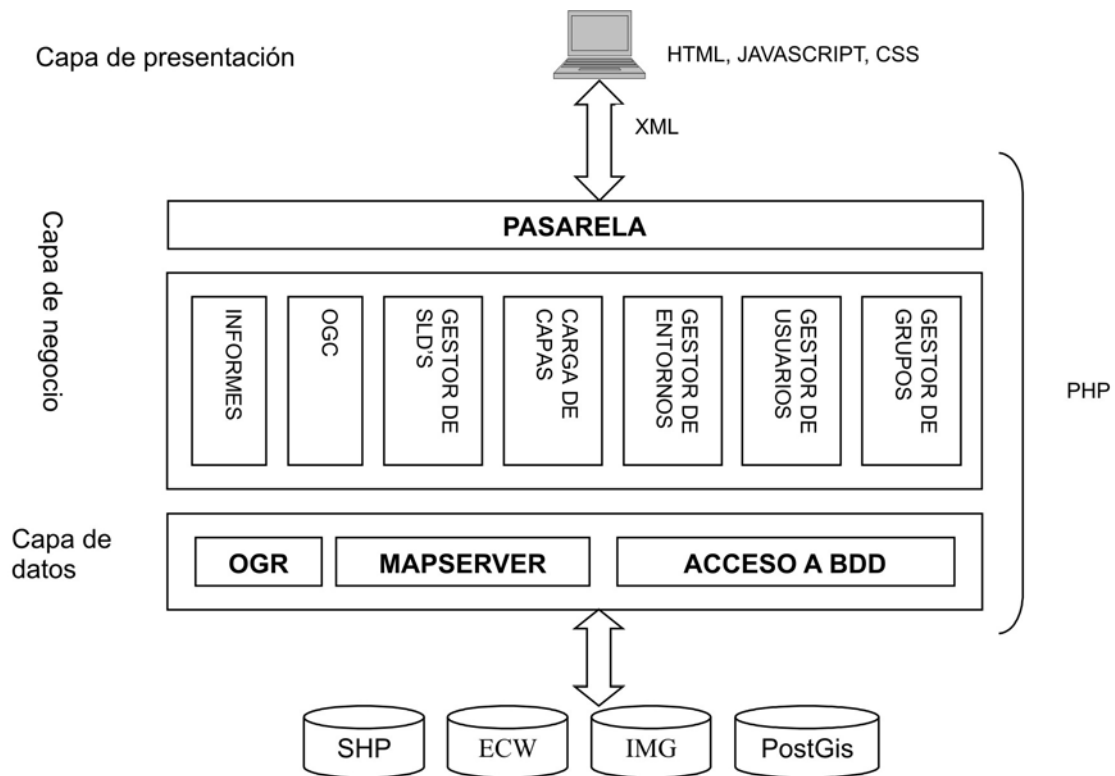 Capa de presentación
HTML, JAVASCRIPT, CSS
XML
Capa de negocio
PASARELA
INFORMES
OGC
GESTOR DE
SLD'S
CARGA DE
CAPAS
GESTOR DE
ENTORNOS
GESTOR DE
USUARIOS
GESTOR DE
GRUPOS
PHP
Capa de
datos
OGR
MAPSERVER
ACCESO A BDD
SHP
ECW
IMG
PostGis